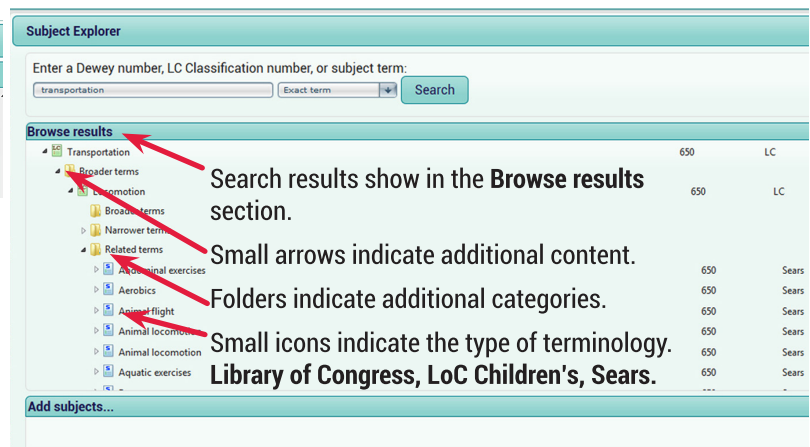 Subject Explorer
Enter a Dewey number, LC Classification number, or subject term:
transportation Exact term Search
Browse results
LC Transportation 650 LC
Broader terms
Locomotion 650 LC
Broader terms
Narrower terms
Related terms
S Abdominal exercises 650 Sears
S Aerobics 650 Sears
S Animal flight 650 Sears
S Animal locomotion 650 Sears
S Animal locomotion 650 Sears
S Aquatic exercises 650 Sears
Search results show in the Browse results
section.
Small arrows indicate additional content.
Folders indicate additional categories.
Small icons indicate the type of terminology.
Library of Congress, LoC Children's, Sears.
Add subjects...